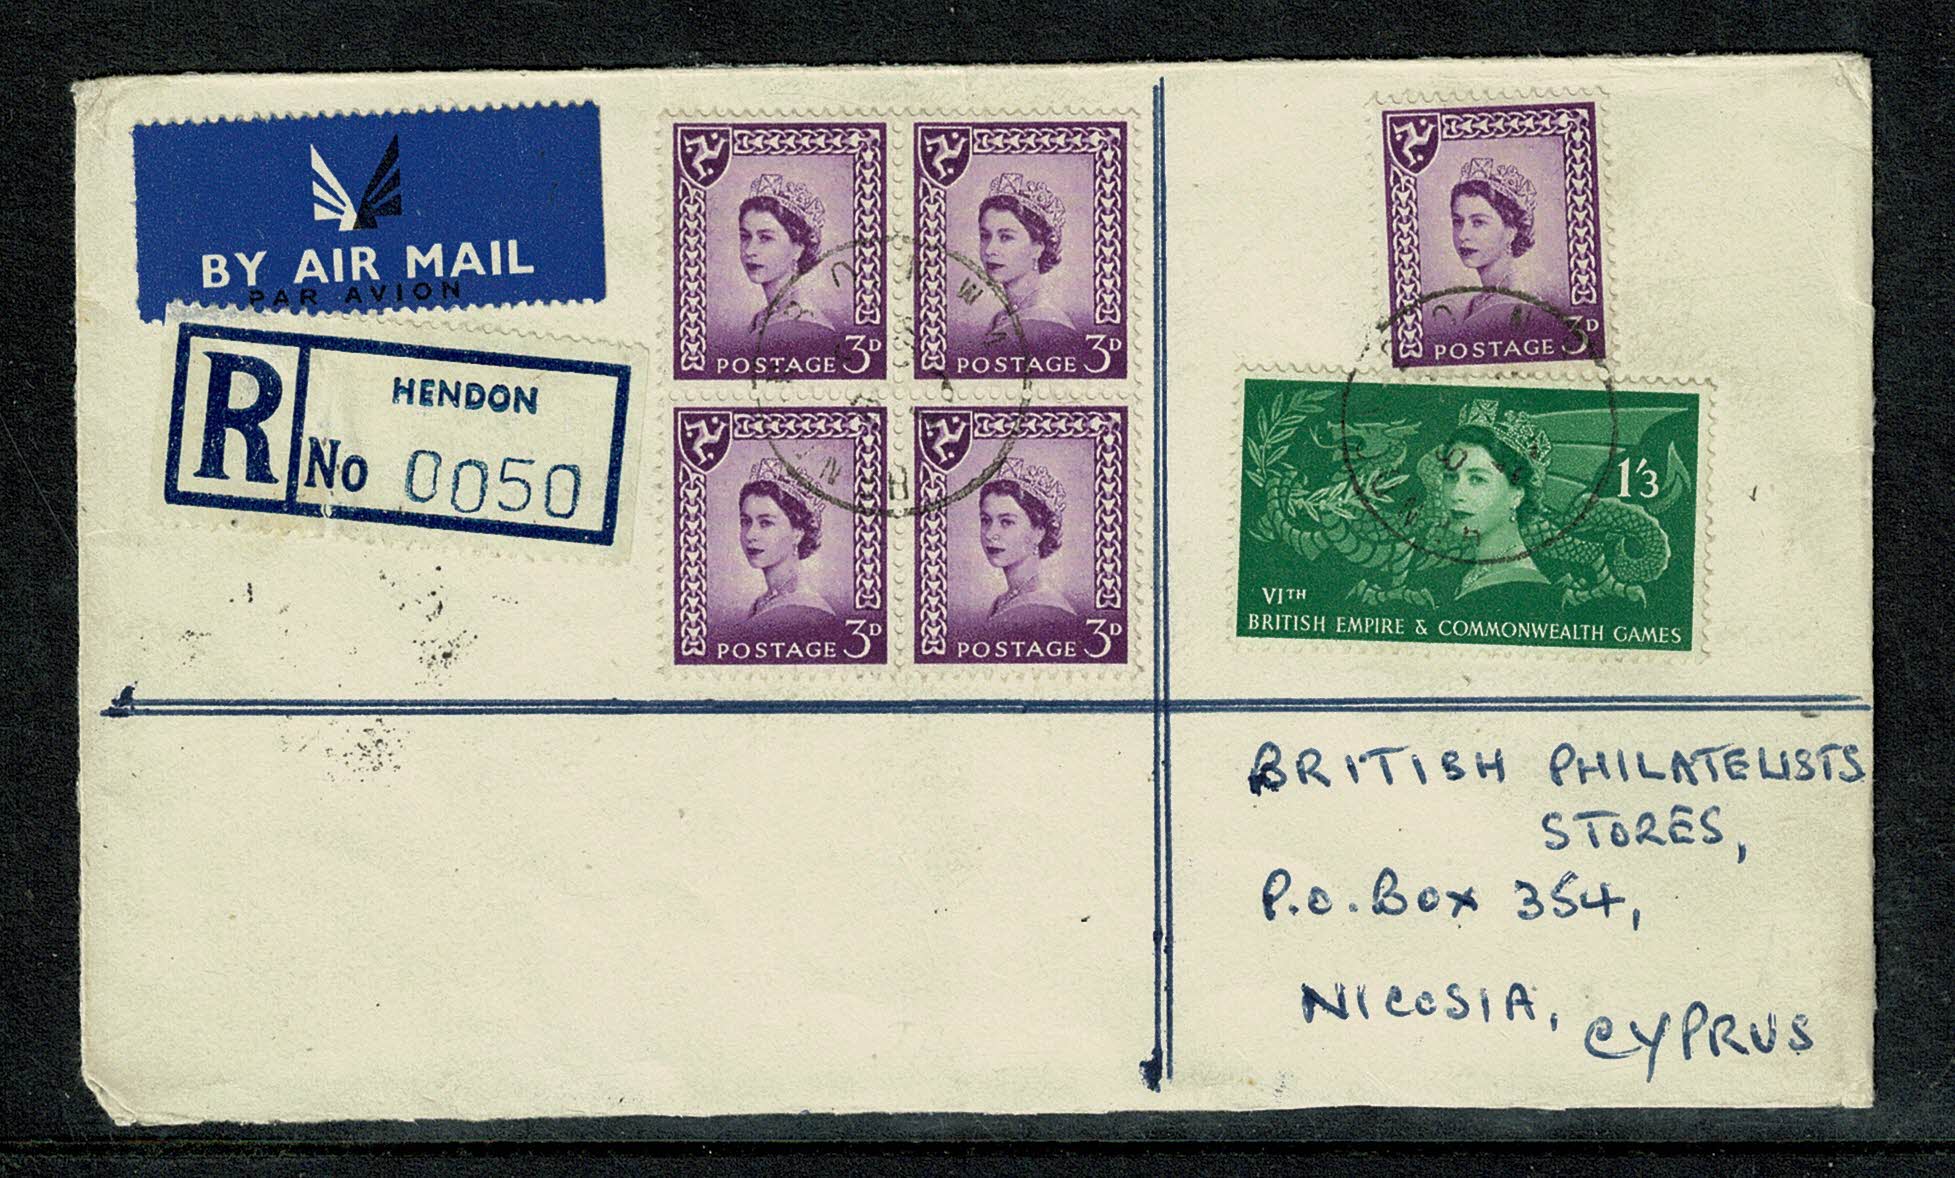 BY AIR MAIL
PAR AVION
R
HENDON
No 0050
POSTAGE 3D
POSTAGE 3D
POSTAGE 3D
POSTAGE 3D
POSTAGE 3D
1'3
VITH
BRITISH EMPIRE & COMMONWEALTH GAMES
BRITISH PHILATELISTS
STORES,
P.O. BOX 354,
NICOSIA, CYPRUS